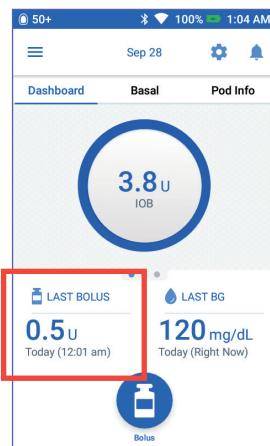 50+ 100% 1:04 AM
Sep 28
Dashboard Basal Pod Info
3.8 U
IOB
LAST BOLUS LAST BG
0.5 U 120 mg/dL
Today (12:01 am) Today (Right Now)
Bolus